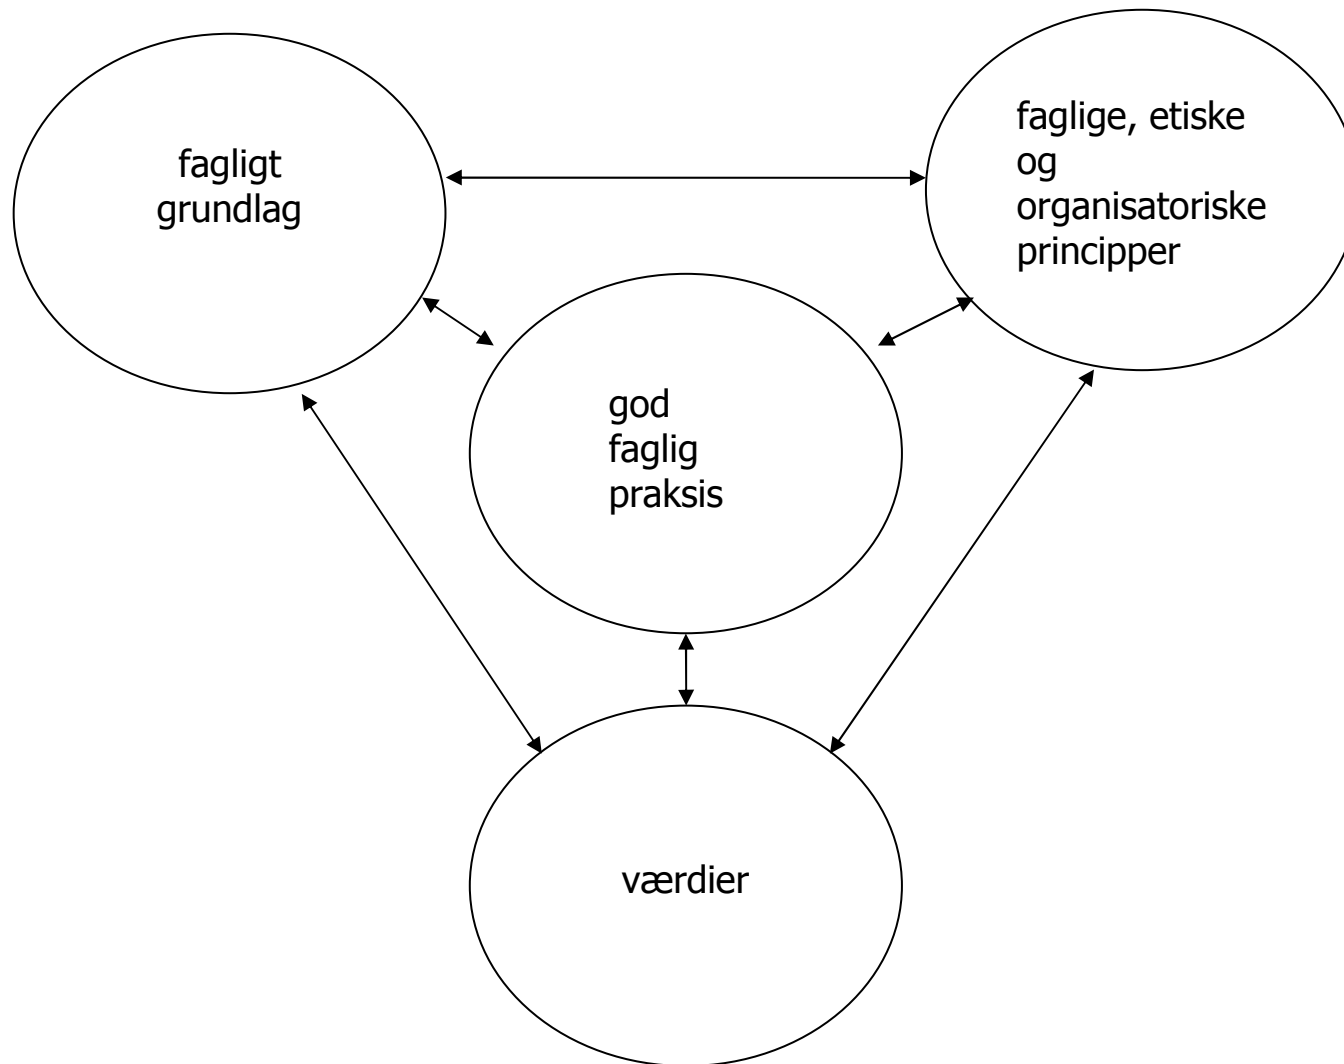 fagligt
grundlag
faglige, etiske
og
organisatoriske
principper
god
faglig
praksis
værdier